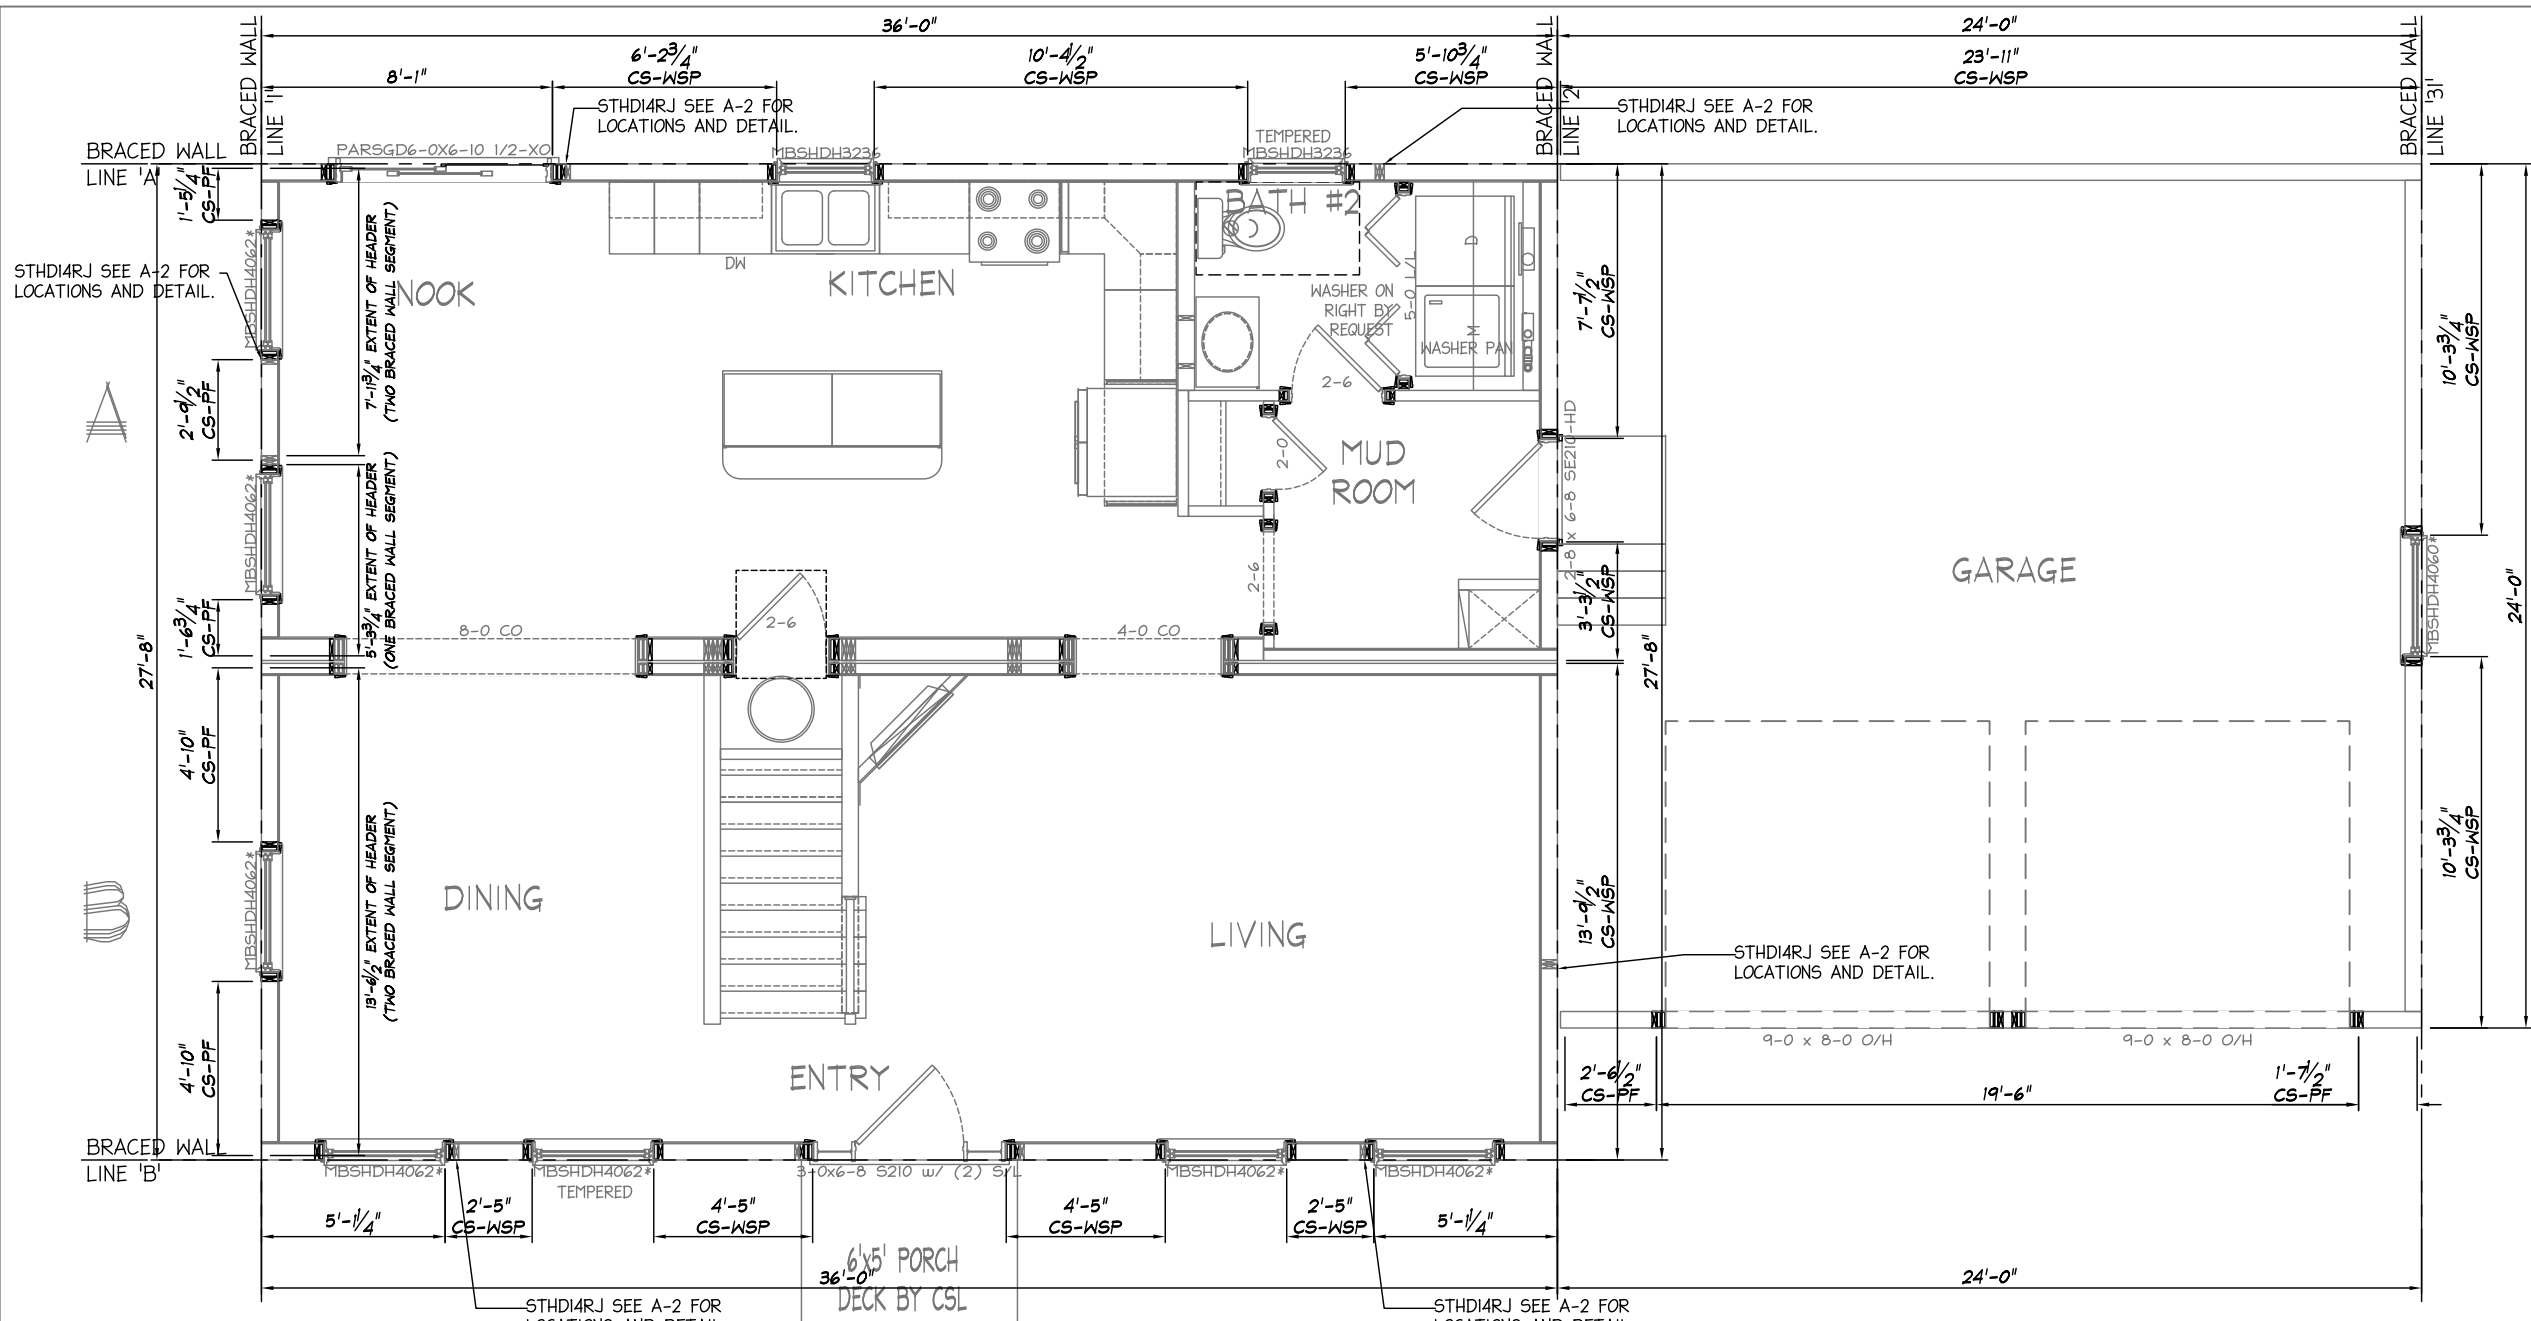 36'-0"
24'-0"
6'-2 3/4"
CS-WSP
10'-4 1/2"
CS-WSP
5'-10 3/4"
CS-WSP
23'-11"
CS-WSP
8'-1"
BRACED WALL
LINE '1'
BRACED WALL
LINE '2'
BRACED WALL
LINE '3'
STHD14RJ SEE A-2 FOR
LOCATIONS AND DETAIL.
STHD14RJ SEE A-2 FOR
LOCATIONS AND DETAIL.
BRACED WALL
LINE 'A'
PARSGD6-0X6-10 1/2-XO
MBSHDH3236
TEMPERED
MBSHDH3236
1'-5 1/4"
CS-PF
STHD14RJ SEE A-2 FOR
LOCATIONS AND DETAIL.
MBSHDH4062*
7'-11 3/4" EXTENT OF HEADER
(TWO BRACED WALL SEGMENT)
NOOK
DW
KITCHEN
BATH #2
D
5-0 L/L
WASHER ON
RIGHT BY
REQUEST
M
WASHER PAN
2-6
7'-7 1/2"
CS-WSP
10'-3 3/4"
CS-WSP
A
2'-9 1/2"
CS-PF
2-0
MUD
ROOM
2-8 x 6-8 SE210-HD
MBSHDH4062*
5'-3 3/4" EXTENT OF HEADER
(ONE BRACED WALL SEGMENT)
2-6
GARAGE
MBSHDH4060*
24'-0"
1'-6 3/4"
CS-PF
8-0 CO
2-6
4-0 CO
3'-3 1/2"
CS-WSP
27'-8"
27'-8"
4'-10"
CS-PF
13'-6 1/2" EXTENT OF HEADER
(TWO BRACED WALL SEGMENT)
10'-3 3/4"
CS-WSP
B
MBSHDH4062*
DINING
LIVING
13'-9 1/2"
CS-WSP
STHD14RJ SEE A-2 FOR
LOCATIONS AND DETAIL.
9-0 x 8-0 O/H
9-0 x 8-0 O/H
4'-10"
CS-PF
ENTRY
2'-6 1/2"
CS-PF
19'-6"
1'-7 1/2"
CS-PF
BRACED WALL
LINE 'B'
MBSHDH4062*
MBSHDH4062*
TEMPERED
3-0x6-8 S210 w/ (2) S/L
MBSHDH4062*
MBSHDH4062*
5'-1 1/4"
2'-5"
CS-WSP
4'-5"
CS-WSP
4'-5"
CS-WSP
2'-5"
CS-WSP
5'-1 1/4"
6'x5' PORCH
DECK BY CSL
36'-0"
24'-0"
STHD14RJ SEE A-2 FOR
LOCATIONS AND DETAIL.
STHD14RJ SEE A-2 FOR
LOCATIONS AND DETAIL.